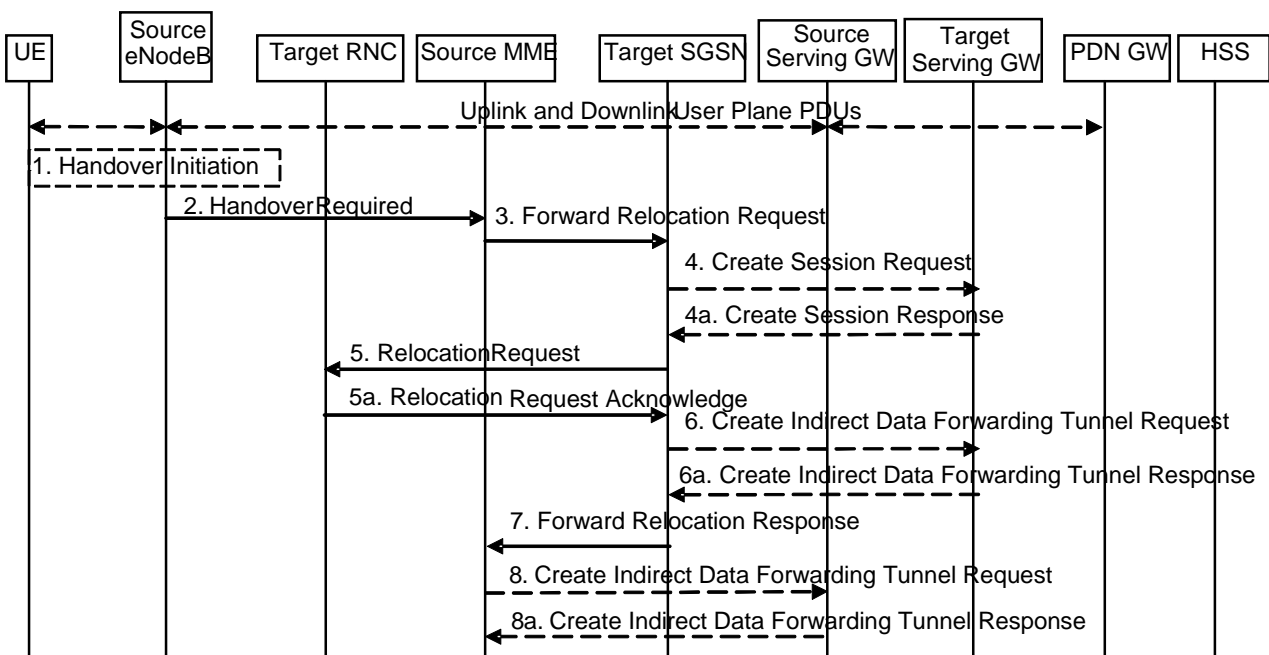 UE
Source
eNodeB
Target RNC
Source MME
Target SGSN
Source
Serving GW
Target
Serving GW
PDN GW
HSS
Uplink and Downlink User Plane PDUs
1. Handover Initiation
2. Handover Required
3. Forward Relocation Request
4. Create Session Request
4a. Create Session Response
5. Relocation Request
5a. Relocation Request Acknowledge
6. Create Indirect Data Forwarding Tunnel Request
6a. Create Indirect Data Forwarding Tunnel Response
7. Forward Relocation Response
8. Create Indirect Data Forwarding Tunnel Request
8a. Create Indirect Data Forwarding Tunnel Response